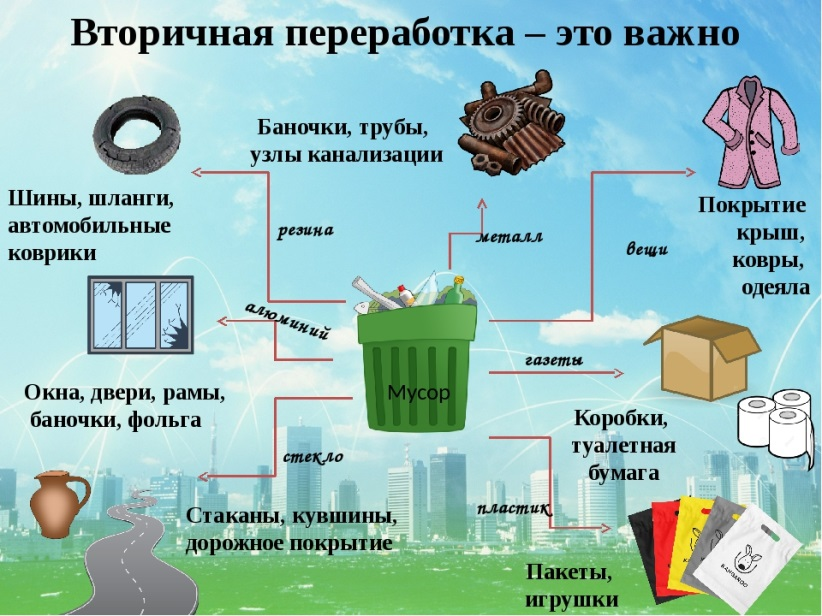 Вторичная переработка – это важно
Баночки, трубы,
узлы канализации
Шины, шланги,
автомобильные
коврики
резина
металл
вещи
Покрытие
крыш,
ковры,
одеяла
алюминий
газеты
Мусор
Окна, двери, рамы,
баночки, фольга
Коробки,
туалетная
бумага
стекло
пластик
Стаканы, кувшины,
дорожное покрытие
Пакеты,
игрушки
KANGAROO